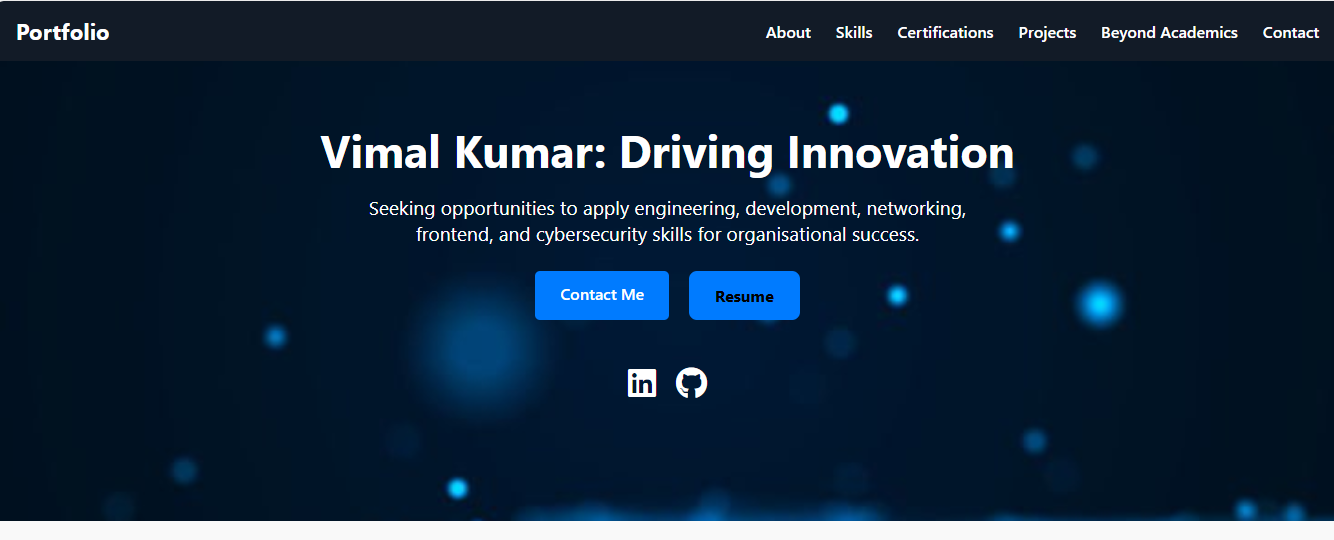 Portfolio
About Skills Certifications Projects Beyond Academics Contact
Vimal Kumar: Driving Innovation
Seeking opportunities to apply engineering, development, networking,
frontend, and cybersecurity skills for organisational success.
Contact Me Resume
in